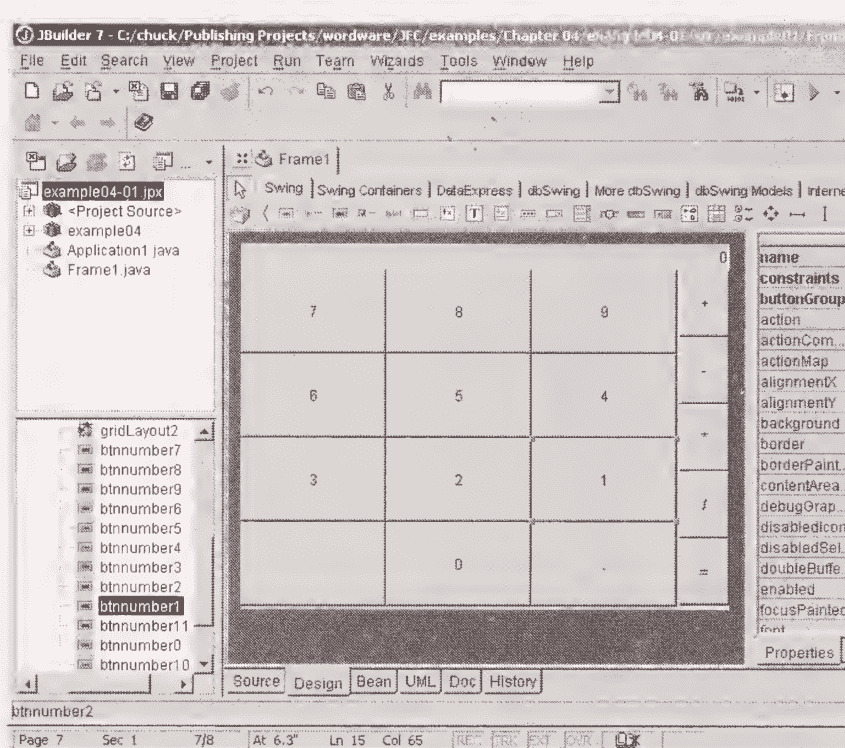 JBuilder 7 - C:/chuck/Publishing Projects/wordware/JFC/examples/Chapter 04/
File Edit Search View Project Run Team Wizards Tools Window Help
Frame1
example04-01.jpx
<Project Source>
example04
Application1 java
Frame1.java
Swing | Swing Containers | DataExpress | dbSwing | More dbSwing | dbSwing Models | Interne
0
7 8 9 +
6 5 4 -
3 2 1 *
0 . /
=
gridLayout2
btnnumber7
btnnumber8
btnnumber9
btnnumber6
btnnumber5
btnnumber4
btnnumber3
btnnumber2
btnnumber1
btnnumber11
btnnumber0
btnnumber10
name
constraints
buttonGroup
action
actionCom...
actionMap
alignmentX
alignmentY
background
border
borderPaint..
contentArea.
debugGrap...
disabledIcon
disabledSel..
doubleBuffe.
enabled
focusPainted
font
Properties
Source Design Bean UML Doc History
btnnumber2
Page 7 Sec 1 7/8 At 6.3" Ln 15 Col 65 REC TRK EXT OVR